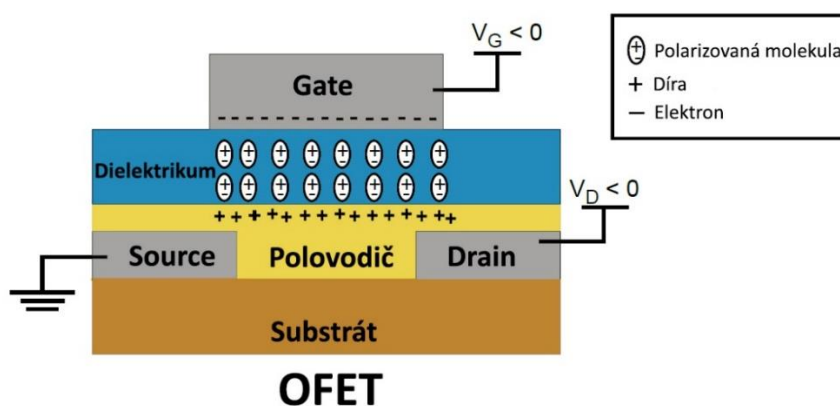 V_G < 0
Polarizovaná molekula
Díra
Elektron
Gate
Dielektrikum
V_D < 0
Source
Polovodič
Drain
Substrát
OFET